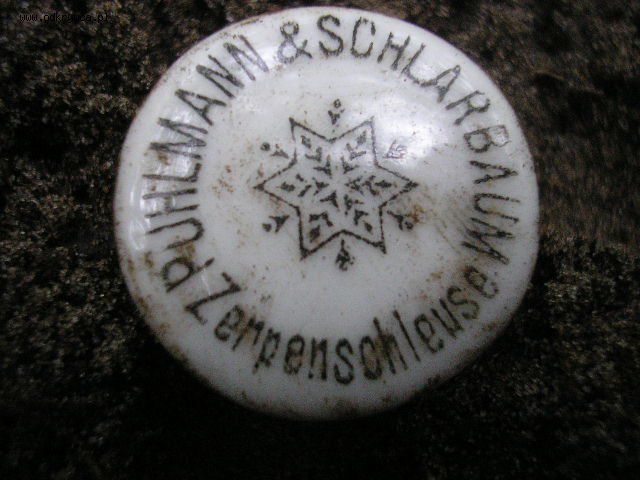 PUHLMANN & SCHLARBAUM
Zerpenschleuse